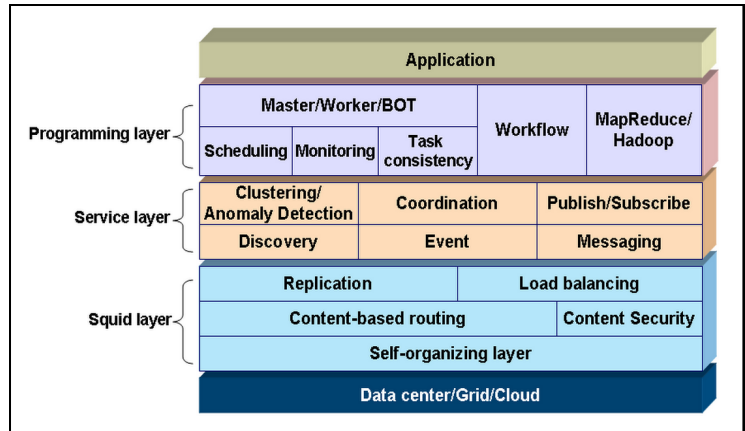 Application
Programming layer
Master/Worker/BOT
Scheduling
Monitoring
Task
consistency
Workflow
MapReduce/
Hadoop
Service layer
Clustering/
Anomaly Detection
Coordination
Publish/Subscribe
Discovery
Event
Messaging
Squid layer
Replication
Load balancing
Content-based routing
Content Security
Self-organizing layer
Data center/Grid/Cloud